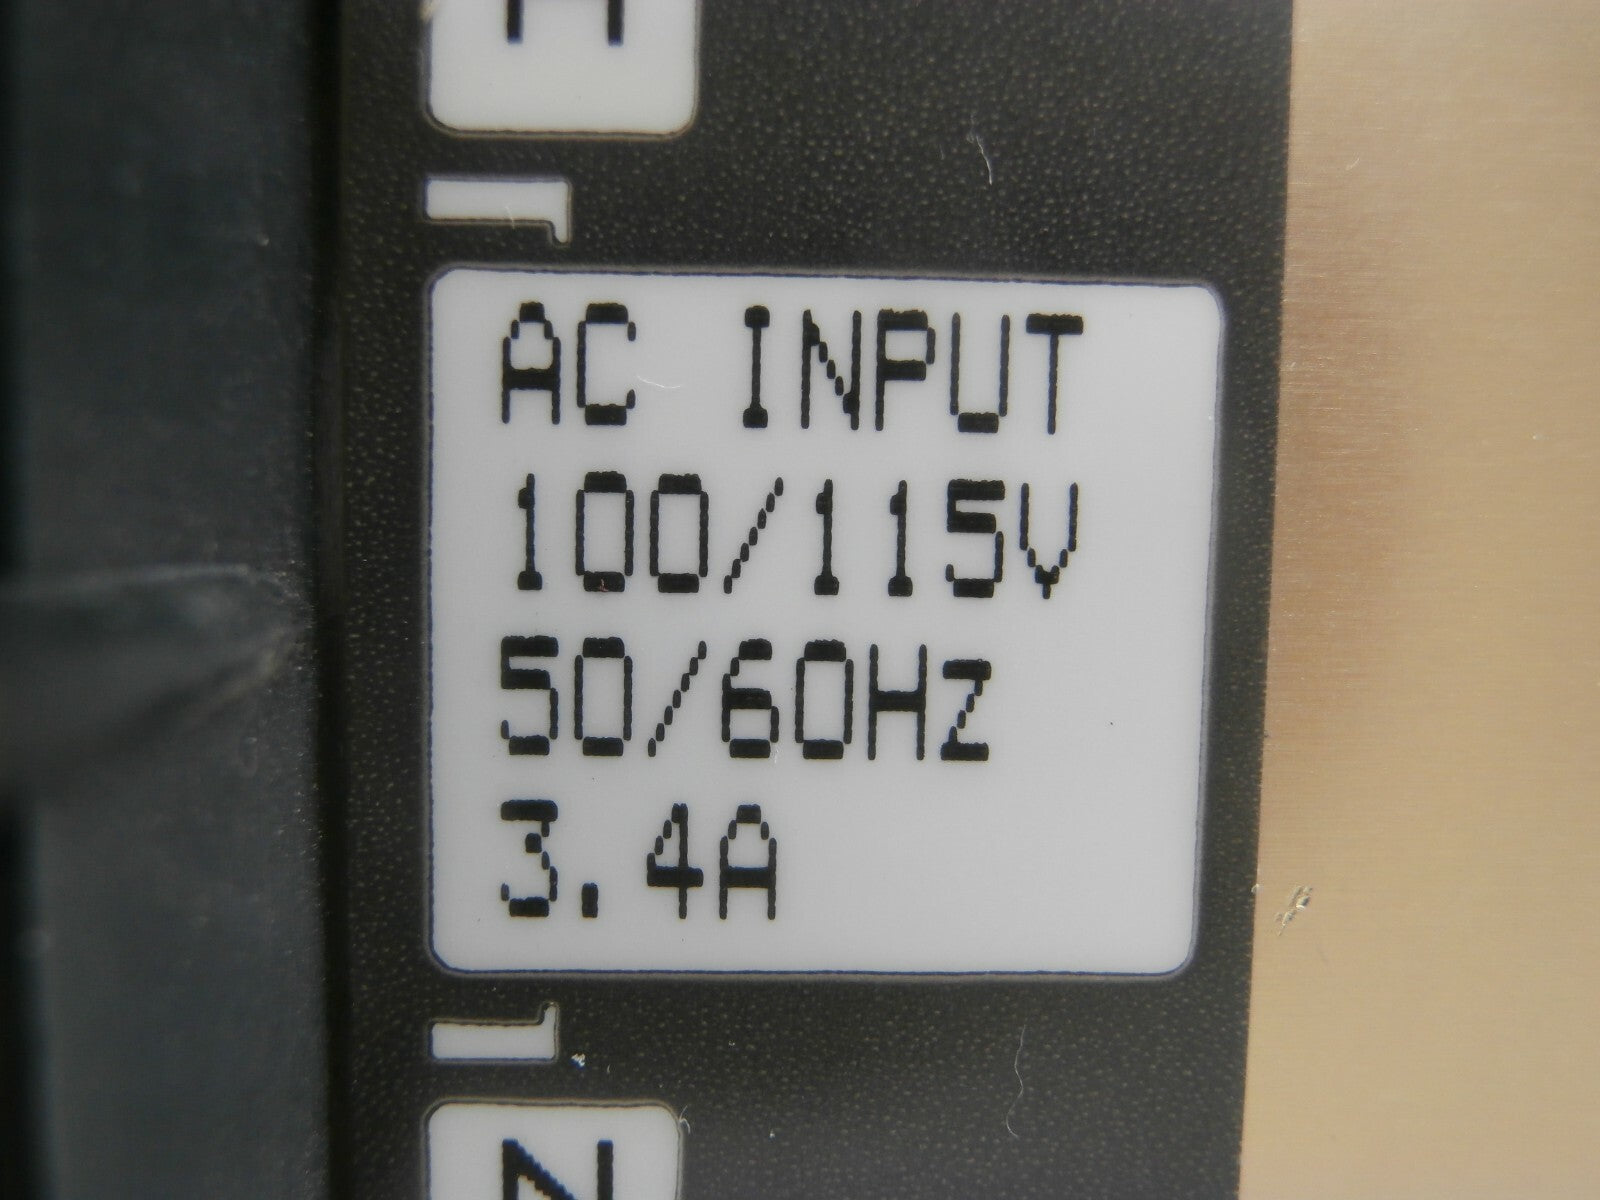 AC INPUT
100/115V
50/60Hz
3.4A